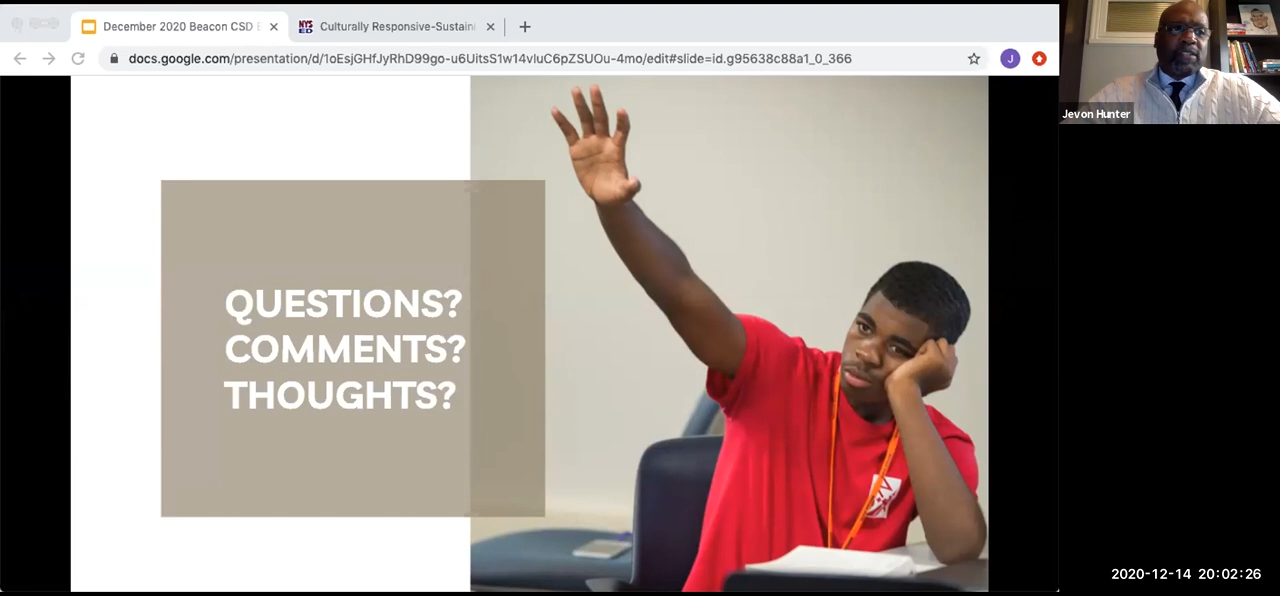 December 2020 Beacon CSD
Culturally Responsive-Sustain
docs.google.com/presentation/d/1oEsjGHfJyRhD99go-u6UitsS1w14vluC6pZSUOu-4mo/edit#slide=id.g95638c88a1_0_366
J
Jevon Hunter
QUESTIONS?
COMMENTS?
THOUGHTS?
2020-12-14 20:02:26